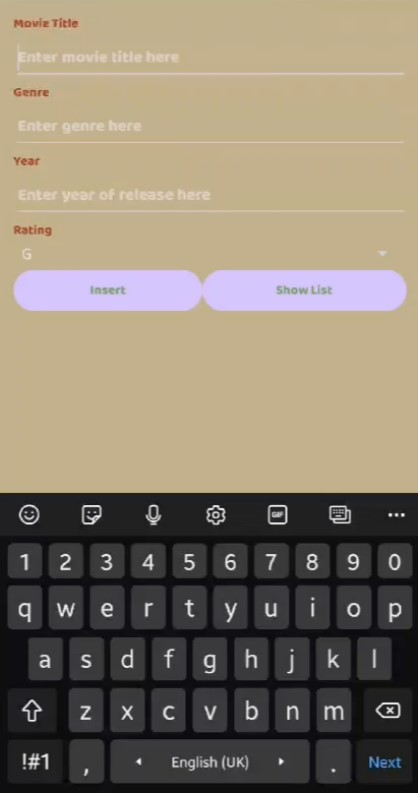 Movie Title
Enter movie title here
Genre
Enter genre here
Year
Enter year of release here
Rating
G
Insert Show List
GIF
1 2 3 4 5 6 7 8 9 0
q w e r t y u i o p
a s d f g h j k l
z x c v b n m
!#1 , English (UK) . Next